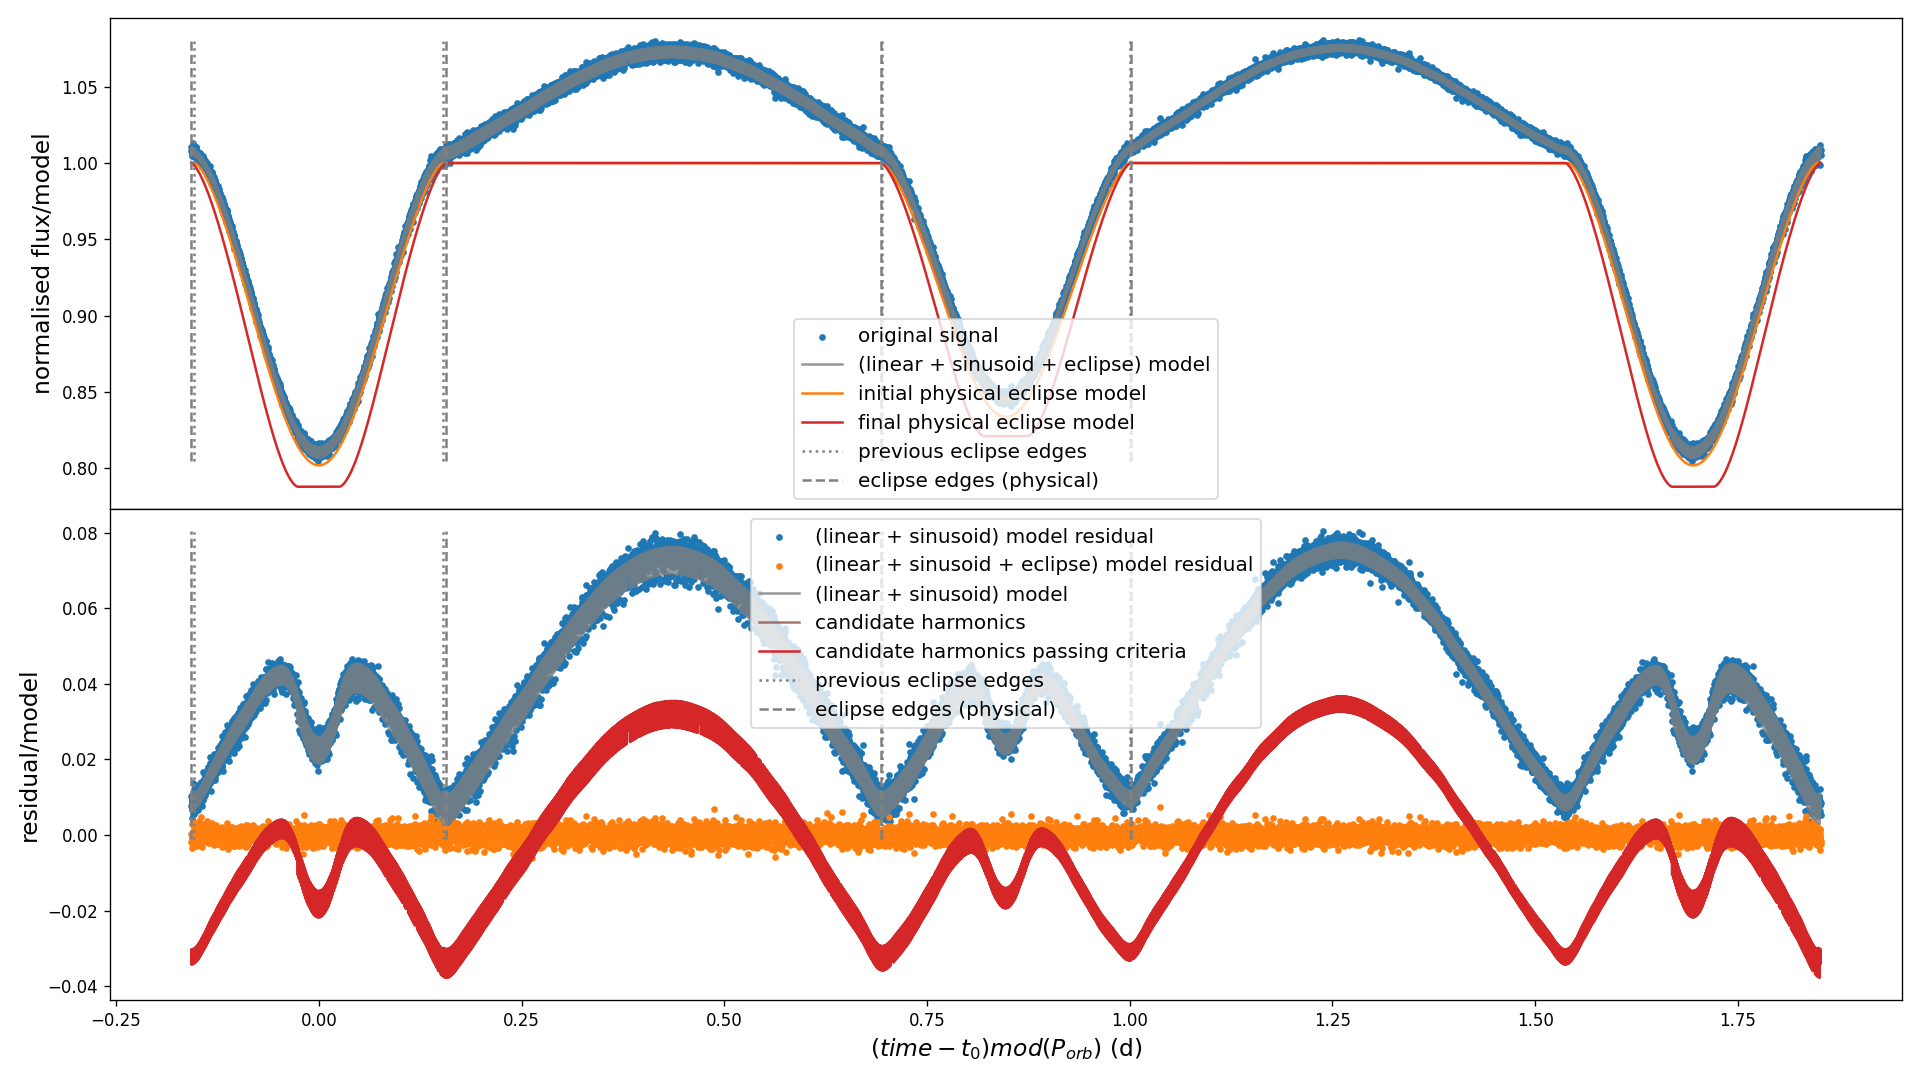 normalised flux/model
1.05
1.00
0.95
0.90
0.85
0.80
original signal
(linear + sinusoid + eclipse) model
initial physical eclipse model
final physical eclipse model
previous eclipse edges
eclipse edges (physical)
residual/model
0.08
0.06
0.04
0.02
0.00
−0.02
−0.04
(linear + sinusoid) model residual
(linear + sinusoid + eclipse) model residual
(linear + sinusoid) model
candidate harmonics
candidate harmonics passing criteria
previous eclipse edges
eclipse edges (physical)
−0.25 0.00 0.25 0.50 0.75 1.00 1.25 1.50 1.75
(time − t₀)mod(Pₒᵣb) (d)